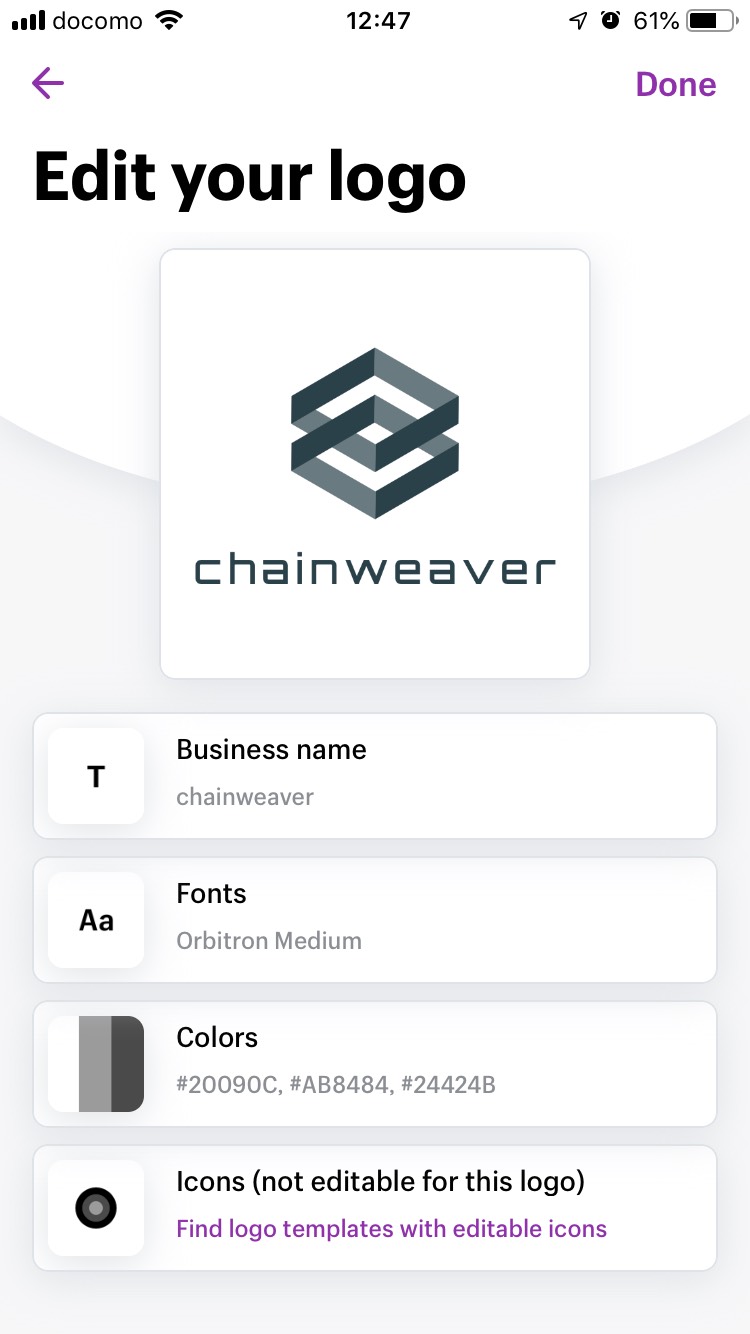 docomo 12:47 61%
Done
Edit your logo
chainweaver
T
Business name
chainweaver
Aa
Fonts
Orbitron Medium
Colors
#20090C, #AB8484, #24424B
Icons (not editable for this logo)
Find logo templates with editable icons